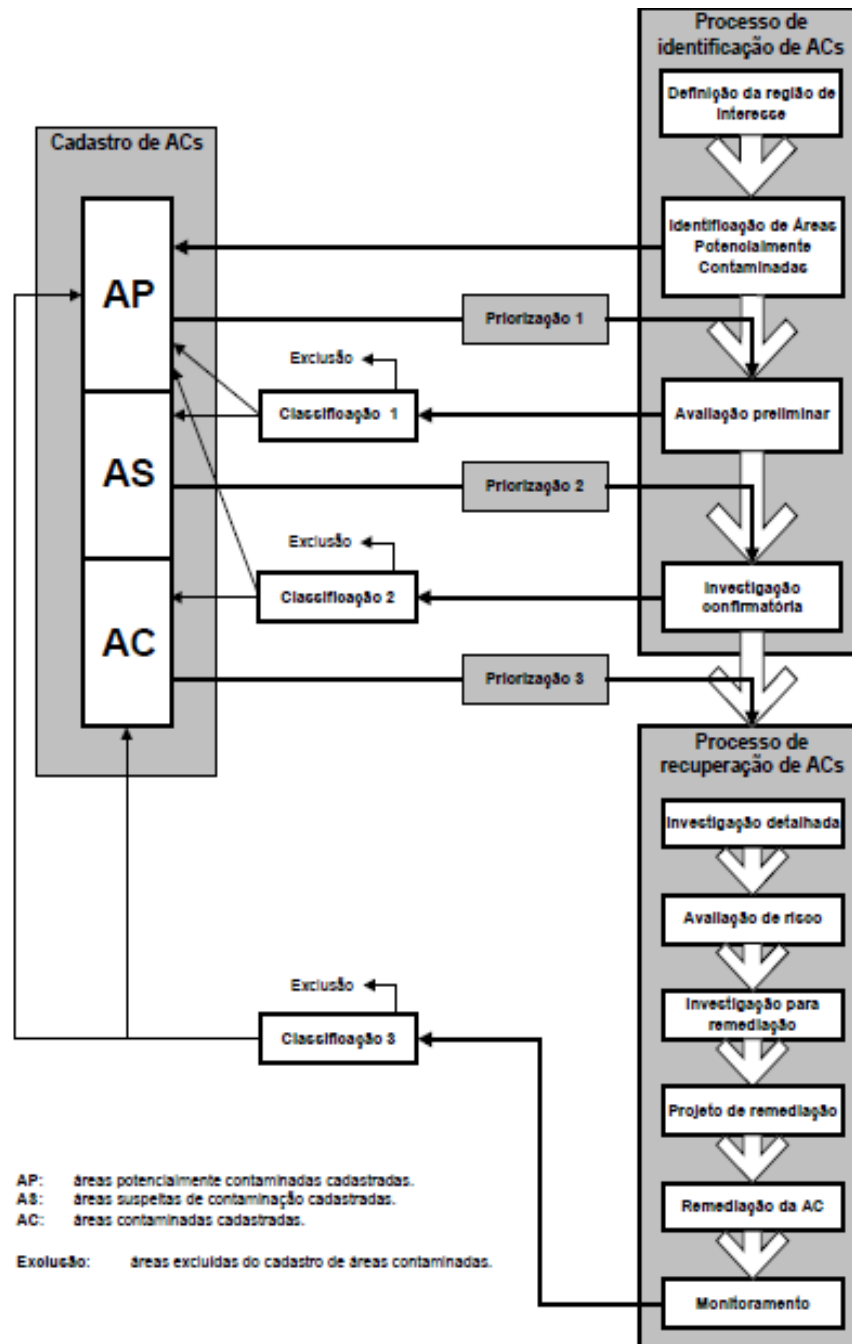 Processo de
identificação de ACs
Definição da região de
interesse
Cadastro de ACs
Identificação de Áreas
Potencialmente
Contaminadas
AP
Priorização 1
Exclusão
Classificação 1
Avaliação preliminar
AS
Priorização 2
Exclusão
Classificação 2
Investigação
confirmatória
AC
Priorização 3
Processo de
recuperação de ACs
Investigação detalhada
Avaliação de risco
Exclusão
Investigação para
remediação
Classificação 3
Projeto de remediação
AP: áreas potencialmente contaminadas cadastradas.
AS: áreas suspeitas de contaminação cadastradas.
AC: áreas contaminadas cadastradas.
Remediação da AC
Exclusão: áreas excluídas do cadastro de áreas contaminadas.
Monitoramento